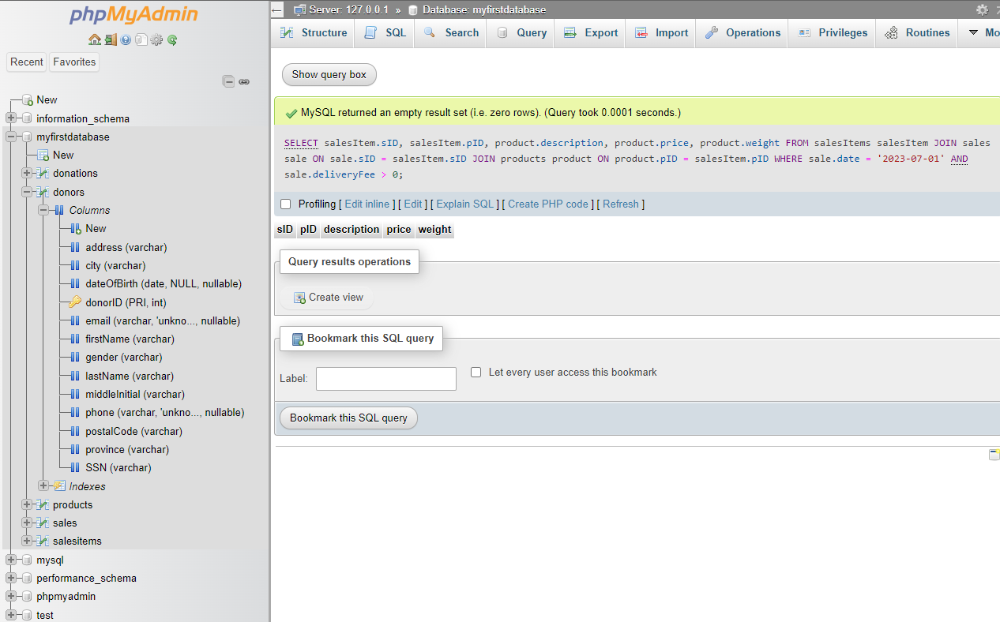 phpMyAdmin
Recent Favorites
New
information_schema
myfirstdatabase
New
donations
donors
Columns
New
address (varchar)
city (varchar)
dateOfBirth (date, NULL, nullable)
donorID (PRI, int)
email (varchar, 'unkno..., nullable)
firstName (varchar)
gender (varchar)
lastName (varchar)
middleInitial (varchar)
phone (varchar, 'unkno..., nullable)
postalCode (varchar)
province (varchar)
SSN (varchar)
Indexes
products
sales
salesitems
mysql
performance_schema
phpmyadmin
test
Server: 127.0.0.1 » Database: myfirstdatabase
Structure SQL Search Query Export Import Operations Privileges Routines Mo
Show query box
MySQL returned an empty result set (i.e. zero rows). (Query took 0.0001 seconds.)
SELECT salesItem.sID, salesItem.pID, product.description, product.price, product.weight FROM salesItems salesItem JOIN sales
sale ON sale.sID = salesItem.sID JOIN products product ON product.pID = salesItem.pID WHERE sale.date = '2023-07-01' AND
sale.deliveryFee > 0;
Profiling [ Edit inline ] [ Edit ] [ Explain SQL ] [ Create PHP code ] [ Refresh ]
sID pID description price weight
Query results operations
Create view
Bookmark this SQL query
Label: Let every user access this bookmark
Bookmark this SQL query